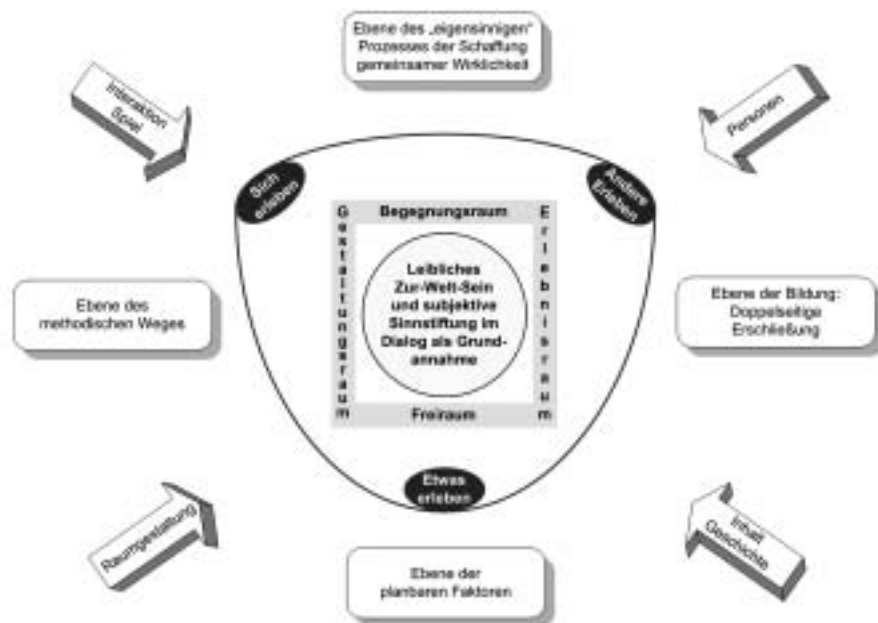 Ebene des „eigensinnigen"
Prozesses der Schaffung
gemeinsamer Wirklichkeit
Interaktion
Spiel
Personen
Sich
erleben
Andere
Erleben
Begegnungsraum
Gestaltungsraum
Erlebnisraum
Leibliches
Zur-Welt-Sein
und subjektive
Sinnstiftung im
Dialog als Grund-
annahme
Freiraum
Ebene des
methodischen Weges
Ebene der Bildung:
Doppelseitige
Erschließung
Etwas
erleben
Raumgestaltung
Inhalt
Geschichte
Ebene der
planbaren Faktoren